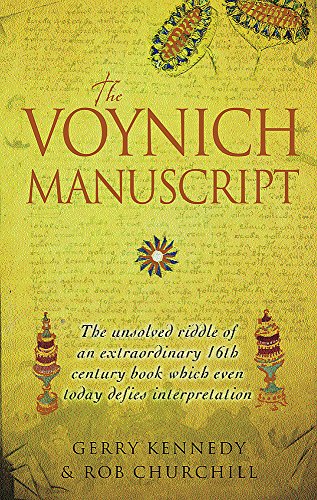 The
VOYNICH
MANUSCRIPT
The unsolved riddle of
an extraordinary 16th
century book which even
today defies interpretation
GERRY KENNEDY
& ROB CHURCHILL